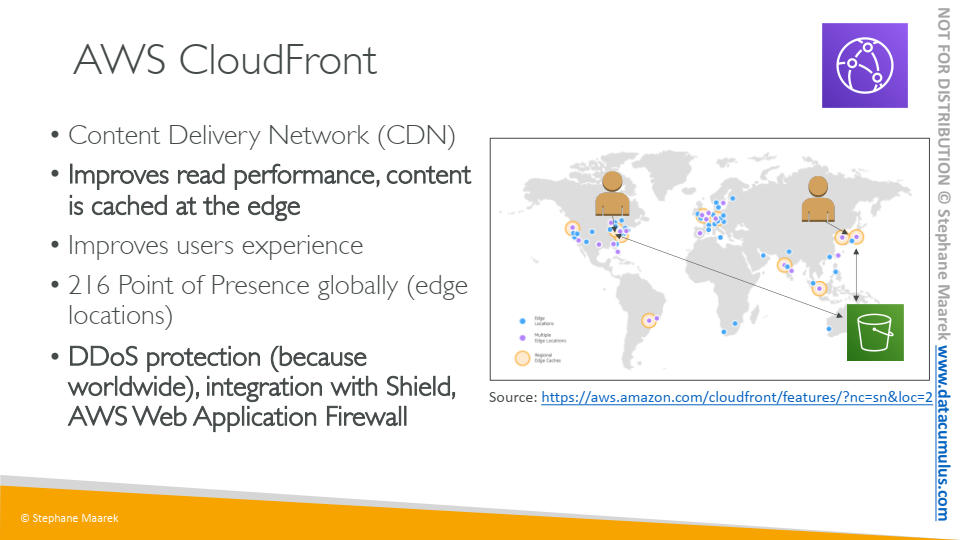 AWS CloudFront
• Content Delivery Network (CDN)
• Improves read performance, content
is cached at the edge
• Improves users experience
• 216 Point of Presence globally (edge
locations)
• DDoS protection (because
worldwide), integration with Shield,
AWS Web Application Firewall
Edge
Locations
Multiple
Edge Locations
Regional
Edge Caches
Source: https://aws.amazon.com/cloudfront/features/?nc=sn&loc=2
NOT FOR DISTRIBUTION © Stephane Maarek www.datacumulus.com
© Stephane Maarek